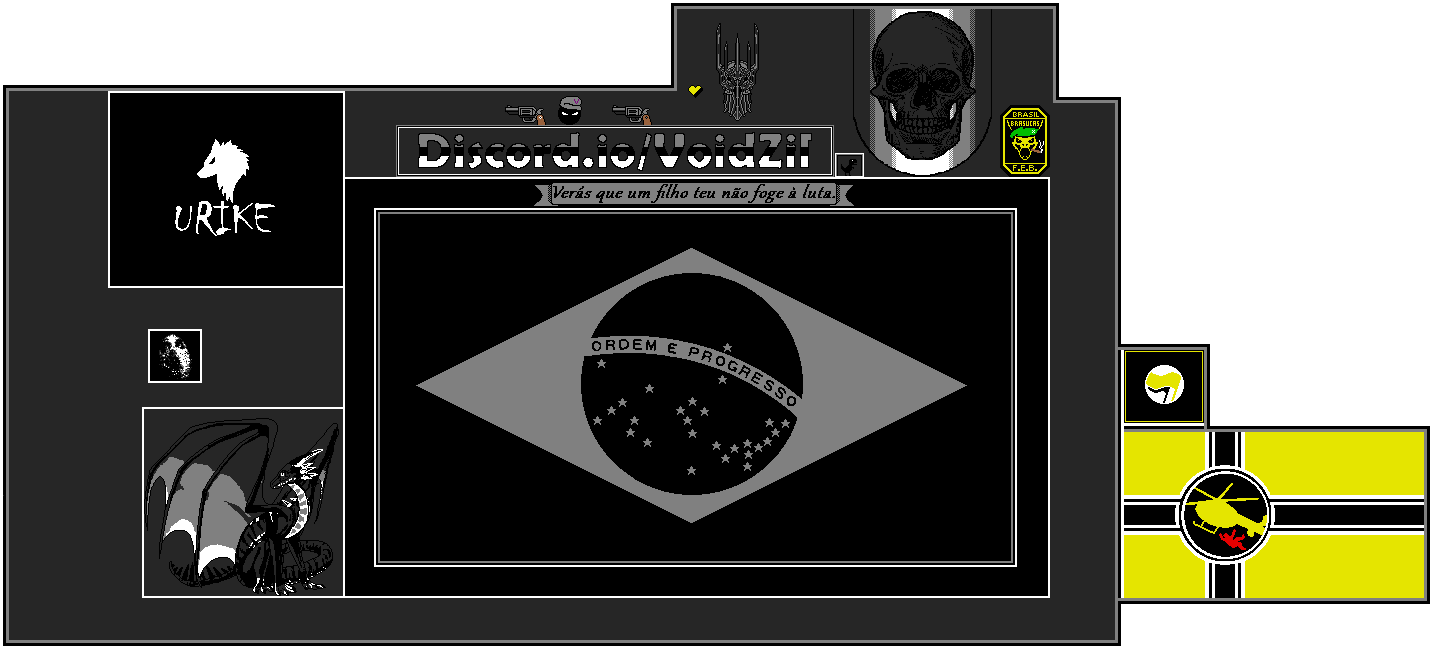 BRASIL
BRASUCAS
F.E.B.
Discord.io/VoidZil
Verás que um filho teu não foge à luta.
URIKE
ORDEM E PROGRESSO